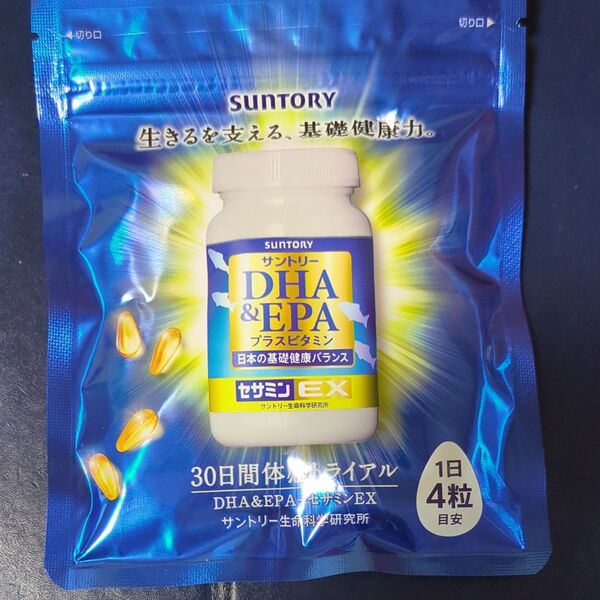 ◀切り口
切り口▶
SUNTORY
生きるを支える、基礎健康力。
SUNTORY
サントリー
DHA
&EPA
プラスビタミン
日本の基礎健康バランス
セサミンEX
サントリー生命科学研究所
30日間体 トライアル
DHA&EPA セサミンEX
サントリー生命科学研究所
1日
4粒
目安